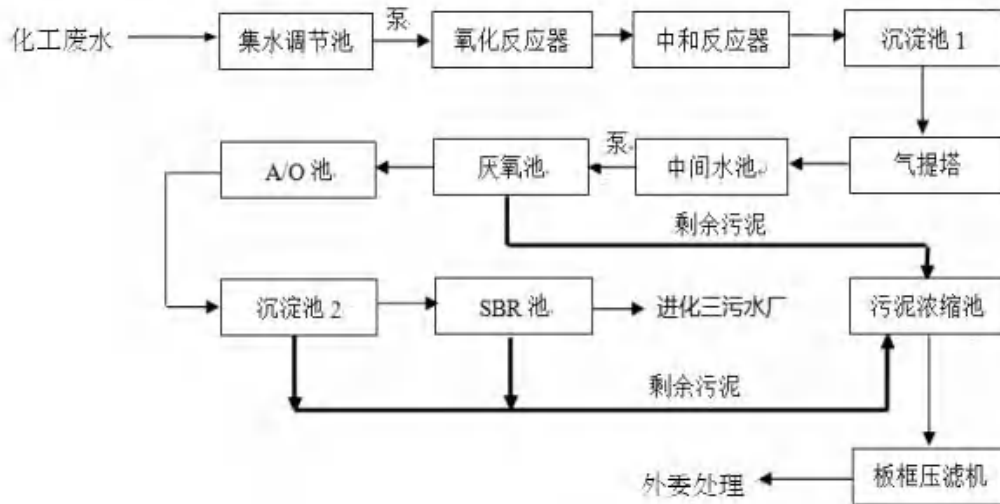 泵
化工废水
集水调节池
氧化反应器
中和反应器
沉淀池 1
泵
A/O 池
厌氧池
中间水池
气提塔
剩余污泥
沉淀池 2
SBR 池
进化三污水厂
污泥浓缩池
剩余污泥
外委处理
板框压滤机